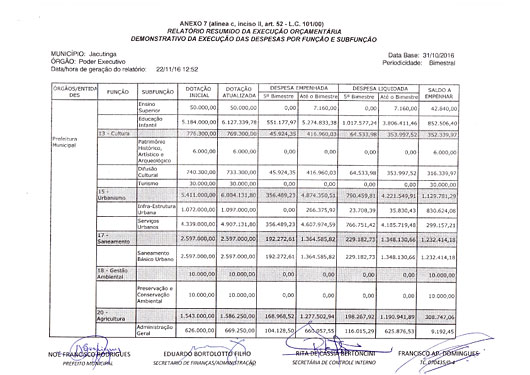 ANEXO 7 (alinea c, inciso II, art. 52 - L.C. 101/00)
RELATÓRIO RESUMIDO DA EXECUÇÃO ORÇAMENTÁRIA
DEMONSTRATIVO DA EXECUÇÃO DAS DESPESAS POR FUNÇÃO E SUBFUNÇÃO
MUNICÍPIO: Jacutinga Data Base: 31/10/2016
ÓRGÃO: Poder Executivo Periodicidade: Bimestral
Data/hora de geração do relatório: 22/11/16 12:52
ÓRGÃOS/ENTIDADES FUNÇÃO SUBFUNÇÃO DOTAÇÃO INICIAL DOTAÇÃO ATUALIZADA DESPESA EMPENHADA DESPESA LIQUIDADA SALDO A EMPENHAR
5º Bimestre Até o Bimestre 5º Bimestre Até o Bimestre
Ensino Superior 50.000,00 50.000,00 0,00 7.160,00 0,00 7.160,00 42.840,00
Educação Infantil 5.184.000,00 6.127.339,78 551.177,97 5.274.833,38 1.017.577,24 3.806.411,46 852.506,40
13 - Cultura 776.300,00 769.300,00 45.924,35 416.960,03 64.533,98 353.997,52 352.339,97
Prefeitura Municipal
Patrimônio Histórico, Artístico e Arqueológico 6.000,00 6.000,00 0,00 0,00 0,00 0,00 6.000,00
Difusão Cultural 740.300,00 733.300,00 45.924,35 416.960,03 64.533,98 353.997,52 316.339,97
Turismo 30.000,00 30.000,00 0,00 0,00 0,00 0,00 30.000,00
15 - Urbanismo 5.411.000,00 356.489,23 4.874.350,51 790.459,81 4.221.549,91 1.129.781,29
Infra-Estrutura Urbana 1.072.000,00 1.097.000,00 0,00 266.375,92 23.708,39 35.830,43 830.624,08
Serviços Urbanos 4.339.000,00 4.907.131,80 356.489,23 4.607.974,59 766.751,42 4.185.719,48 299.157,21
17 - Saneamento 2.597.000,00 2.597.000,00 192.272,61 1.364.585,82 229.182,73 1.348.130,66 1.232.414,18
Saneamento Básico Urbano 2.597.000,00 2.597.000,00 192.272,61 1.364.585,82 229.182,73 1.348.130,66 1.232.414,18
18 - Gestão Ambiental 10.000,00 10.000,00 0,00 0,00 0,00 0,00 10.000,00
Preservação e Conservação Ambiental 10.000,00 10.000,00 0,00 0,00 0,00 0,00 10.000,00
20 - Agricultura 1.543.000,00 1.586.250,00 168.960,52 1.277.502,94 198.267,92 1.190.941,89 308.747,06
Administração Geral 626.000,00 669.250,00 104.128,50 116.015,29 625.876,53 9.192,45
NOÉ FRANCISCO RODRIGUES EDUARDO BORTOLOTTO FILHO RITA DE CÁSSIA BERTONCINI FRANCISCO AP. DOMINGUES
PREFEITO MUNICIPAL SECRETÁRIO DE FINANÇAS/ADMINISTRAÇÃO SECRETÁRIA DE CONTROLE INTERNO